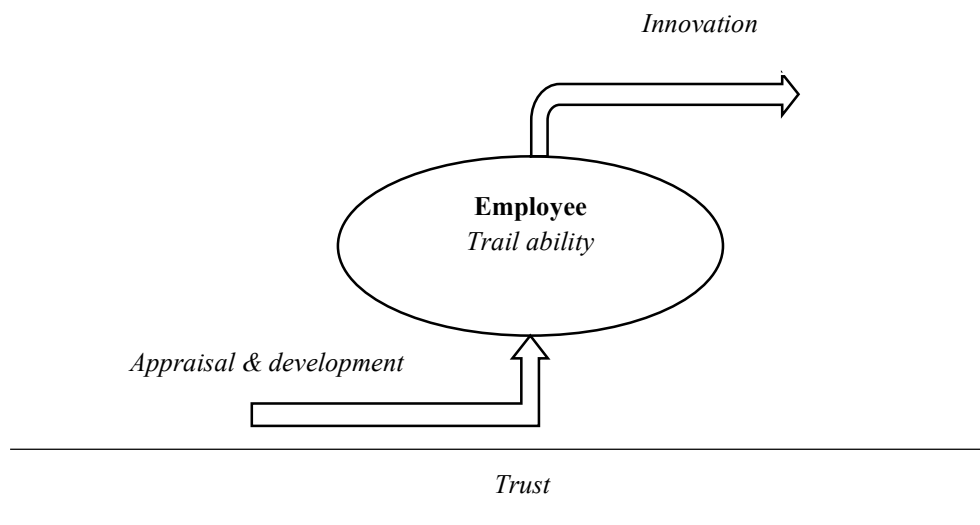 Innovation
Employee
Trail ability
Appraisal & development
Trust